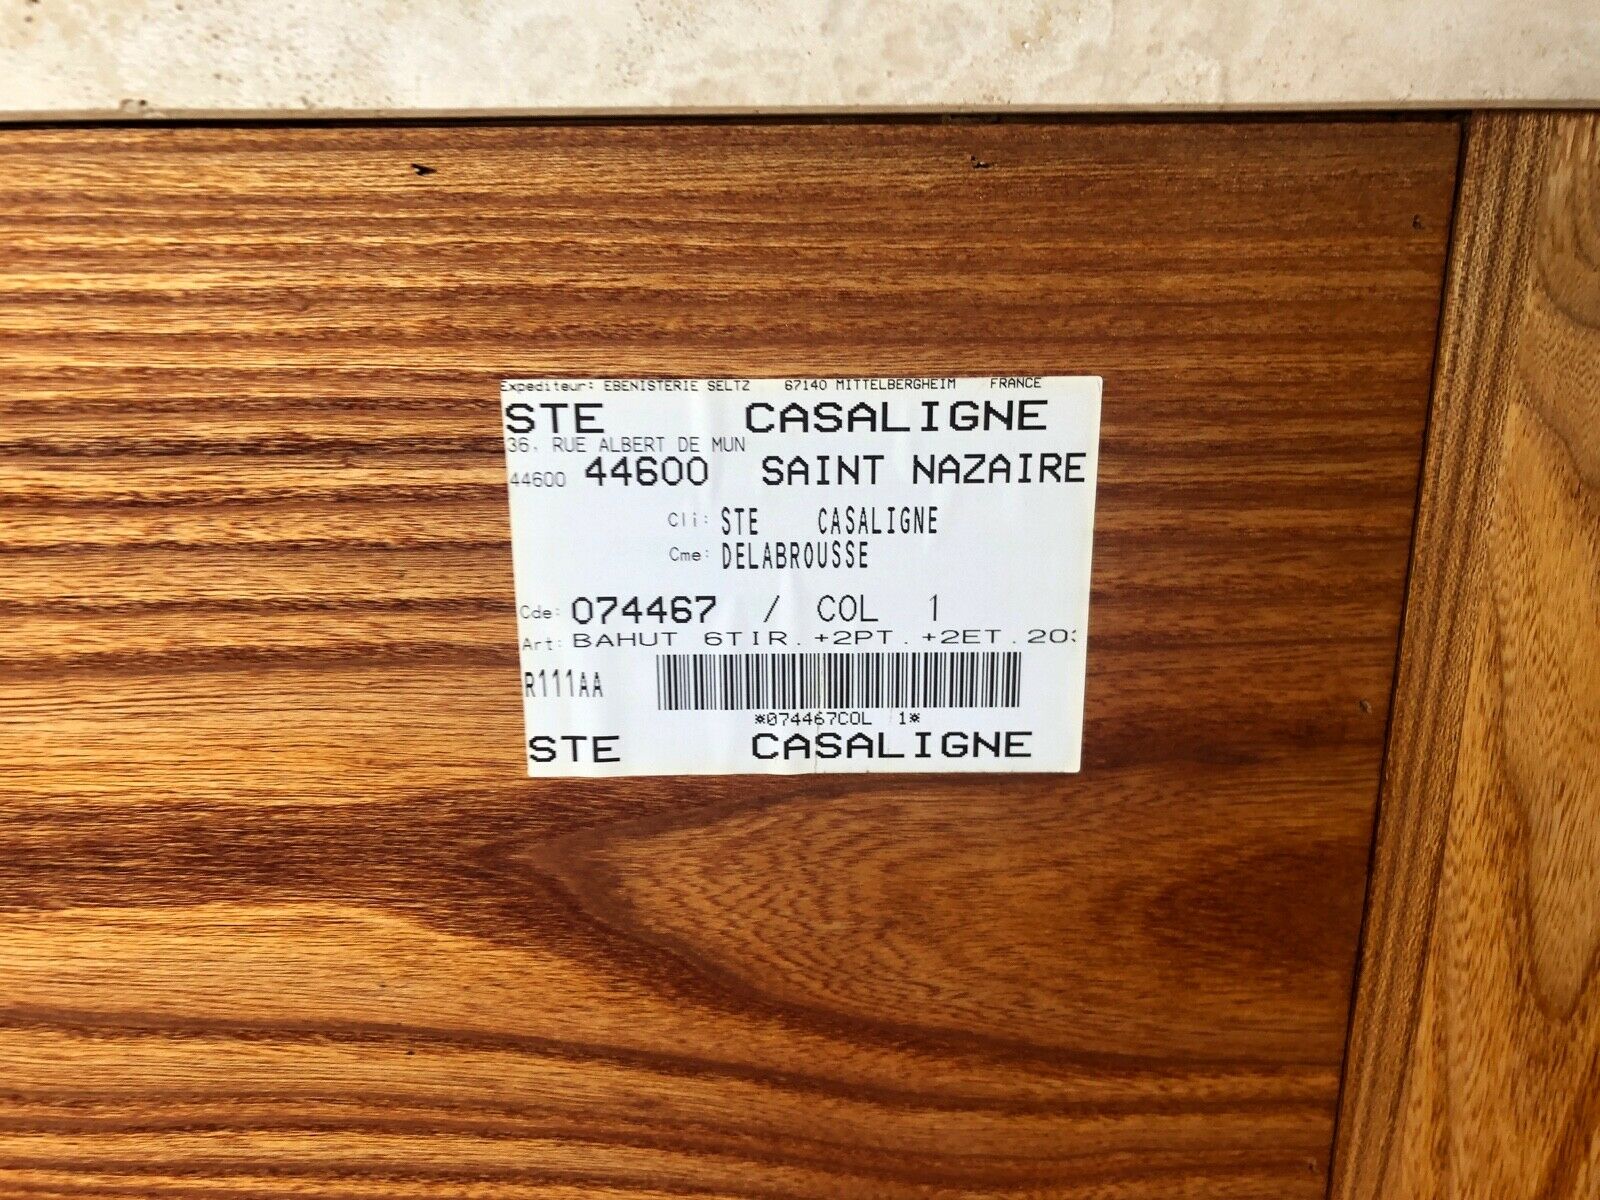 Expediteur: EBENISTERIE SELTZ 67140 MITTELBERGHEIM FRANCE
STE CASALIGNE
36, RUE ALBERT DE MUN
44600 44600 SAINT NAZAIRE
Cli: STE CASALIGNE
Cme: DELABROUSSE
Cde: 074467 / COL 1
Art: BAHUT 6TIR.+2PT.+2ET.
R111AA
*074467COL 1*
STE CASALIGNE